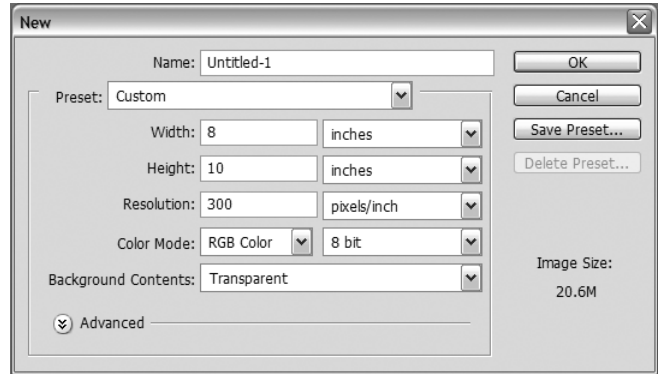 New
Name: Untitled-1
OK
Preset: Custom
Cancel
Width: 8 inches
Save Preset...
Height: 10 inches
Delete Preset...
Resolution: 300 pixels/inch
Color Mode: RGB Color 8 bit
Image Size:
Background Contents: Transparent
20.6M
Advanced